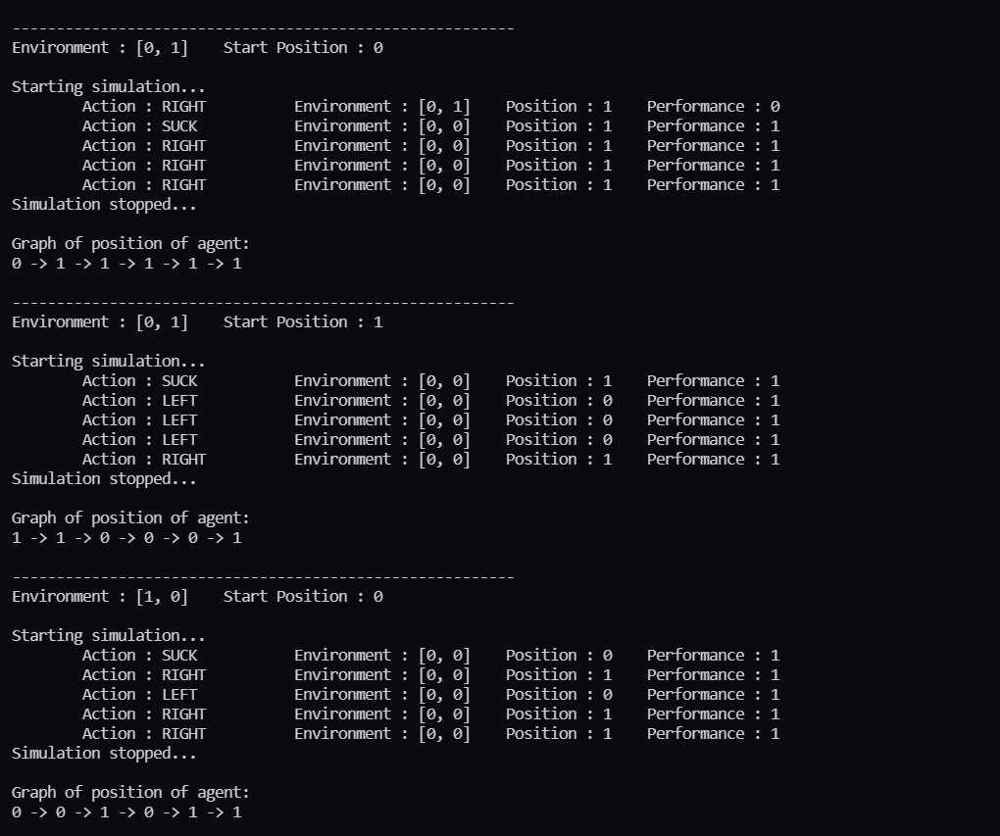 ---------------------------------------------------------
Environment : [0, 1]    Start Position : 0
Starting simulation...
        Action : RIGHT          Environment : [0, 1]    Position : 1    Performance : 0
        Action : SUCK           Environment : [0, 0]    Position : 1    Performance : 1
        Action : RIGHT          Environment : [0, 0]    Position : 1    Performance : 1
        Action : RIGHT          Environment : [0, 0]    Position : 1    Performance : 1
        Action : RIGHT          Environment : [0, 0]    Position : 1    Performance : 1
Simulation stopped...
Graph of position of agent:
0 -> 1 -> 1 -> 1 -> 1 -> 1
---------------------------------------------------------
Environment : [0, 1]    Start Position : 1
Starting simulation...
        Action : SUCK           Environment : [0, 0]    Position : 1    Performance : 1
        Action : LEFT           Environment : [0, 0]    Position : 0    Performance : 1
        Action : LEFT           Environment : [0, 0]    Position : 0    Performance : 1
        Action : LEFT           Environment : [0, 0]    Position : 0    Performance : 1
        Action : RIGHT          Environment : [0, 0]    Position : 1    Performance : 1
Simulation stopped...
Graph of position of agent:
1 -> 1 -> 0 -> 0 -> 0 -> 1
---------------------------------------------------------
Environment : [1, 0]    Start Position : 0
Starting simulation...
        Action : SUCK           Environment : [0, 0]    Position : 0    Performance : 1
        Action : RIGHT          Environment : [0, 0]    Position : 1    Performance : 1
        Action : LEFT           Environment : [0, 0]    Position : 0    Performance : 1
        Action : RIGHT          Environment : [0, 0]    Position : 1    Performance : 1
        Action : RIGHT          Environment : [0, 0]    Position : 1    Performance : 1
Simulation stopped...
Graph of position of agent:
0 -> 0 -> 1 -> 0 -> 1 -> 1